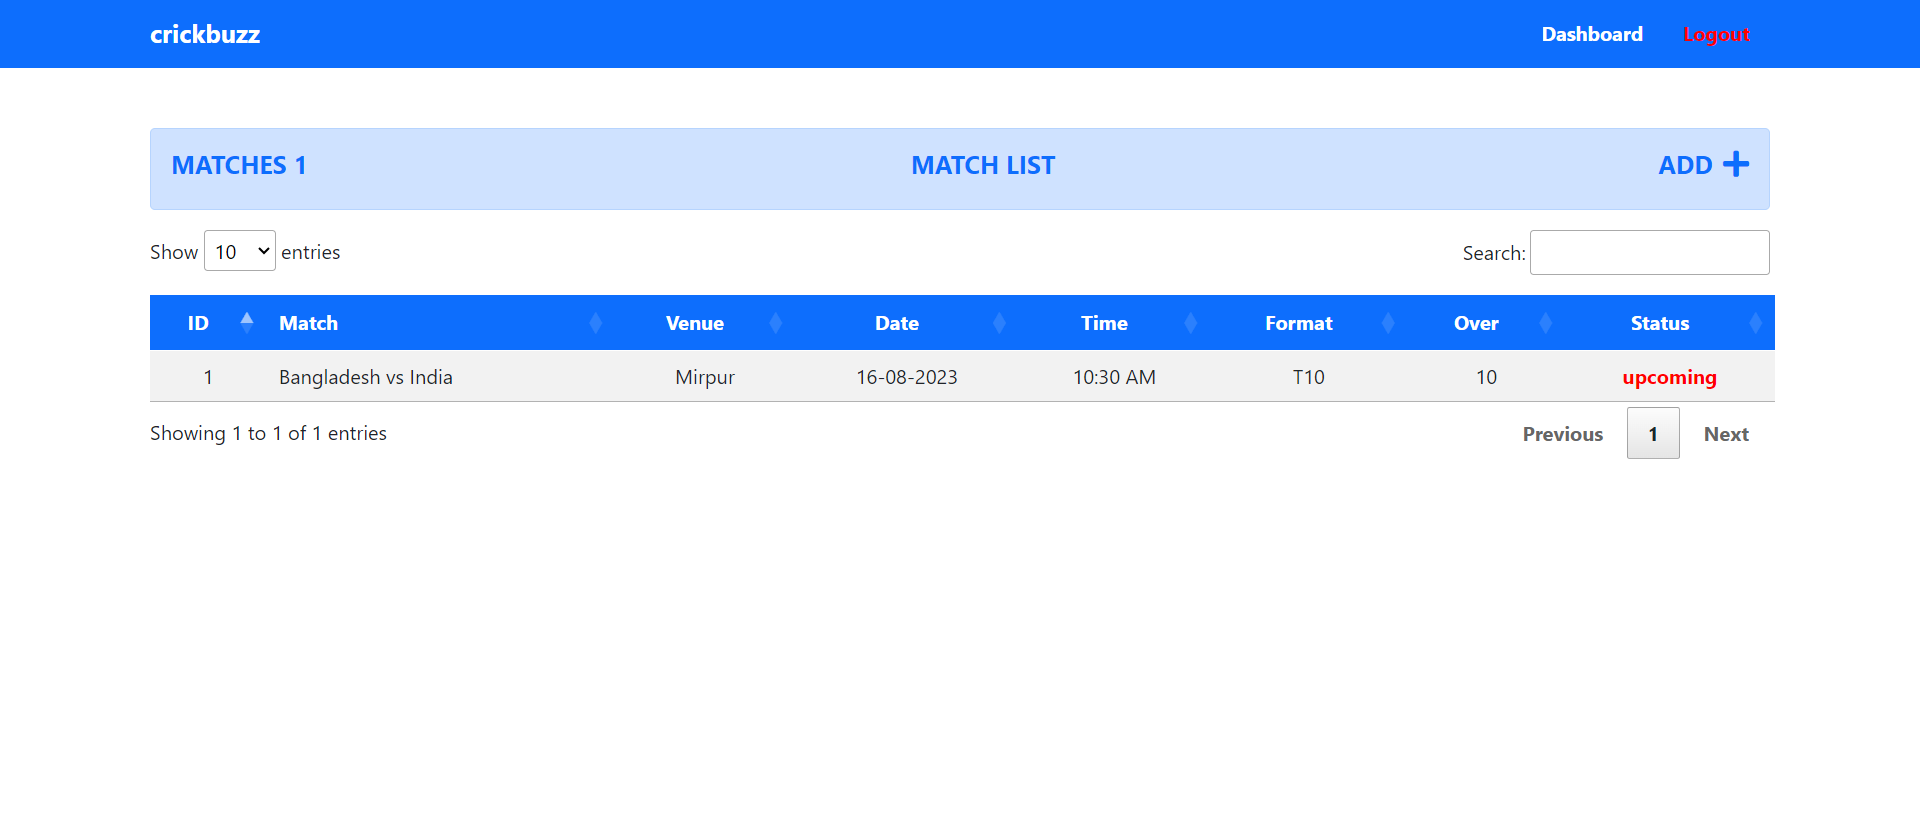 crickbuzz Dashboard Logout
MATCHES 1 MATCH LIST ADD
Show 10 entries Search:
ID Match Venue Date Time Format Over Status
1 Bangladesh vs India Mirpur 16-08-2023 10:30 AM T10 10 upcoming
Showing 1 to 1 of 1 entries Previous 1 Next